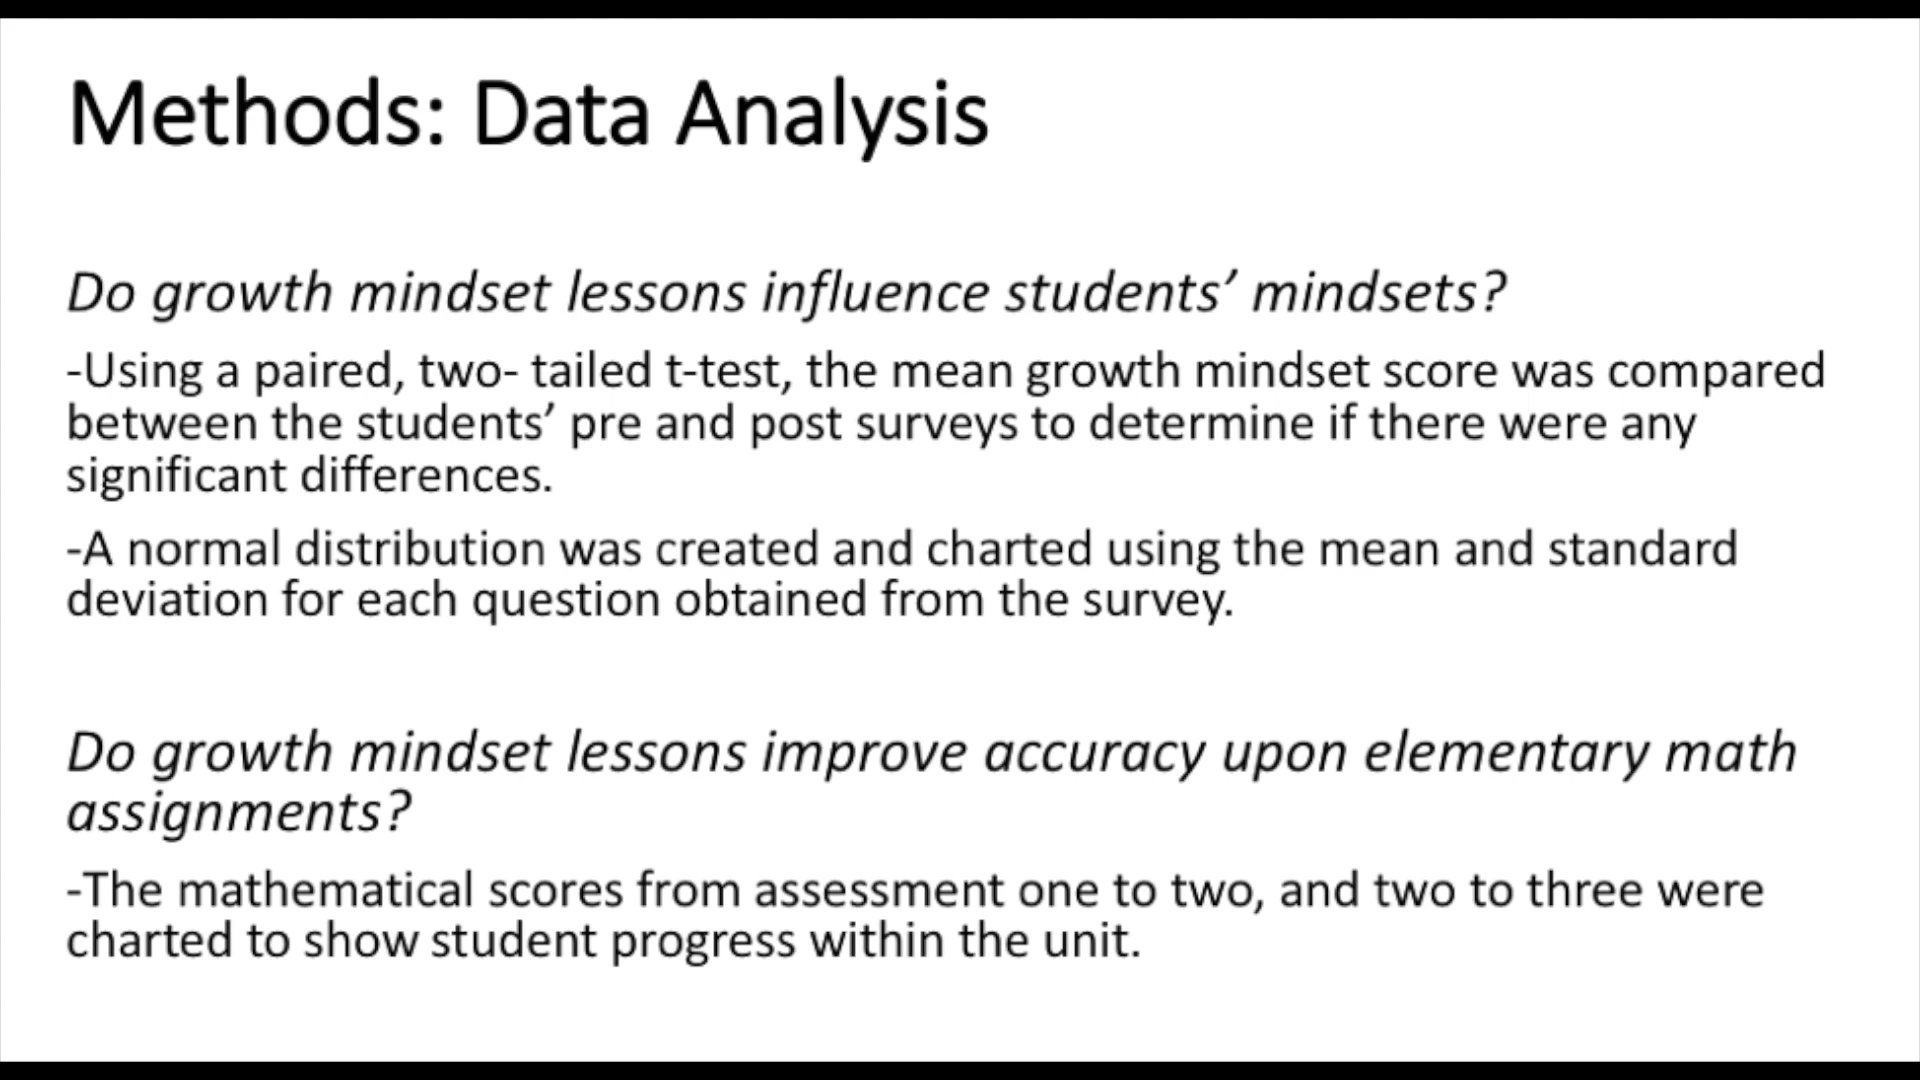 Methods: Data Analysis
Do growth mindset lessons influence students’ mindsets?
-Using a paired, two- tailed t-test, the mean growth mindset score was compared
between the students’ pre and post surveys to determine if there were any
significant differences.
-A normal distribution was created and charted using the mean and standard
deviation for each question obtained from the survey.
Do growth mindset lessons improve accuracy upon elementary math
assignments?
-The mathematical scores from assessment one to two, and two to three were
charted to show student progress within the unit.